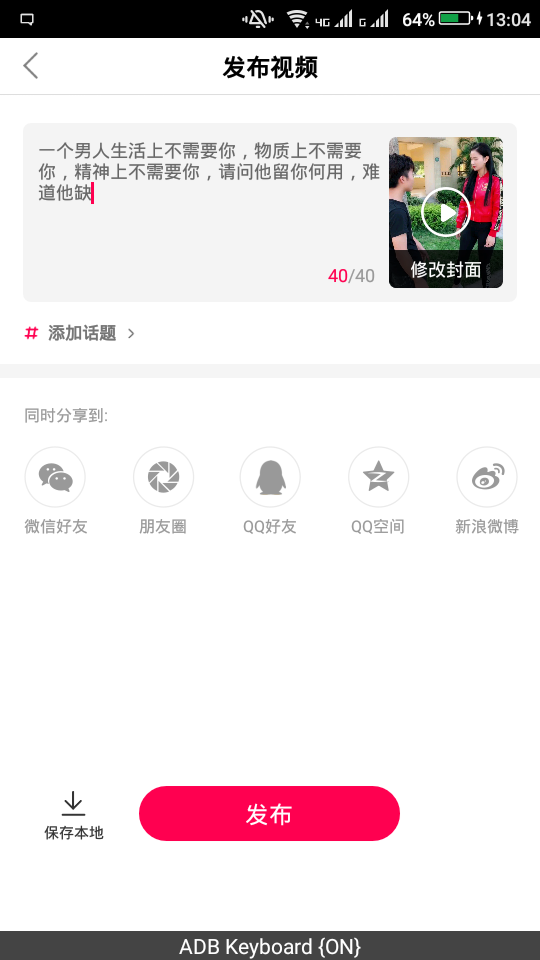 4G G 64% 13:04
发布视频
一个男人生活上不需要你，物质上不需要
你，精神上不需要你，请问他留你何用，难
道他缺
修改封面
40/40
# 添加话题 >
同时分享到:
微信好友 朋友圈 QQ好友 QQ空间 新浪微博
保存本地 发布
ADB Keyboard {ON}